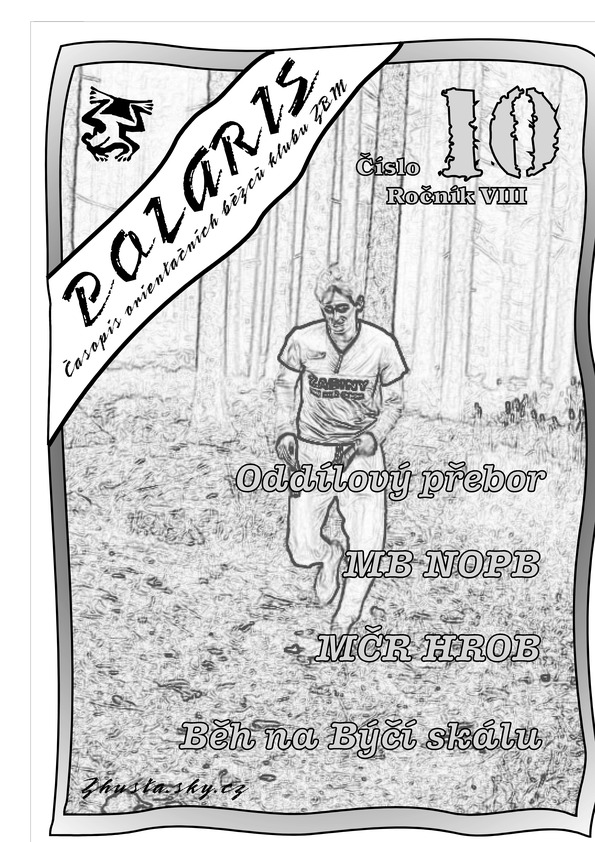 POLARIS
Časopis orientačních běžců klubu ZBM
Číslo 10
Ročník VIII
ŽABINY
Oddílový přebor
MB NOPB
MČR HROB
Běh na Býčí skálu
Zhusta.sky.cz